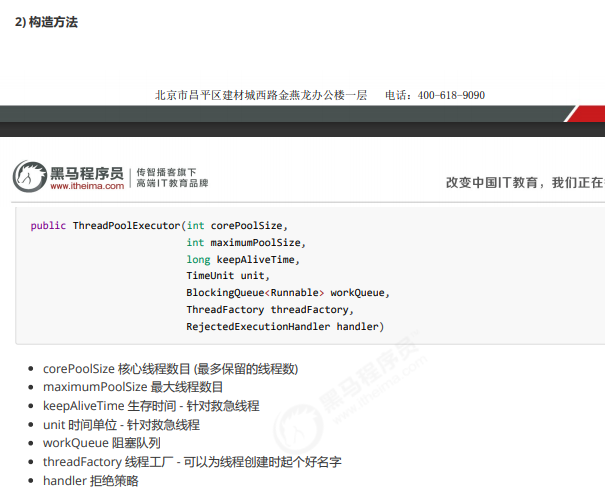 2) 构造方法
北京市昌平区建材城西路金燕龙办公楼一层 电话：400-618-9090
黑马程序员
www.itheima.com
传智播客旗下
高端IT教育品牌
改变中国IT教育，我们正在
public ThreadPoolExecutor(int corePoolSize,
int maximumPoolSize,
long keepAliveTime,
TimeUnit unit,
BlockingQueue<Runnable> workQueue,
ThreadFactory threadFactory,
RejectedExecutionHandler handler)
• corePoolSize 核心线程数目 (最多保留的线程数)
• maximumPoolSize 最大线程数目
• keepAliveTime 生存时间 - 针对救急线程
• unit 时间单位 - 针对救急线程
• workQueue 阻塞队列
• threadFactory 线程工厂 - 可以为线程创建时起个好名字
• handler 拒绝策略
黑马程序员
www.itheima.com